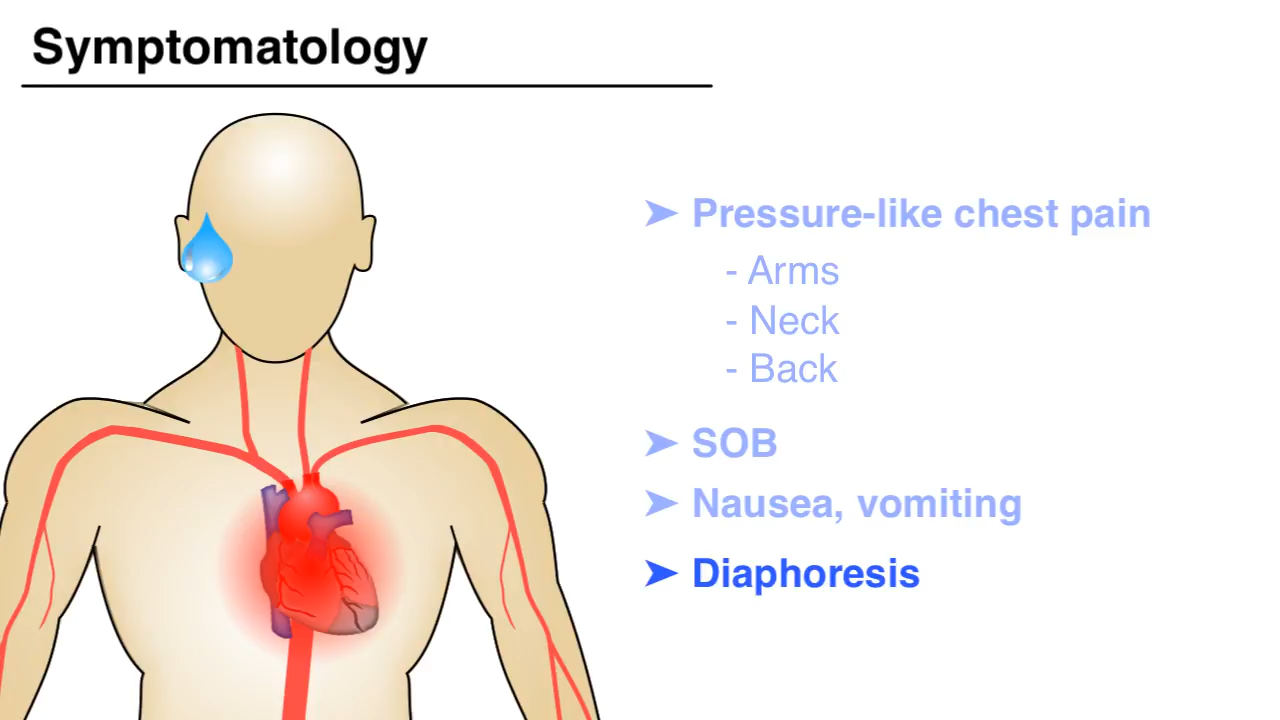 Symptomatology
➤ Pressure-like chest pain
- Arms
- Neck
- Back
➤ SOB
➤ Nausea, vomiting
➤ Diaphoresis